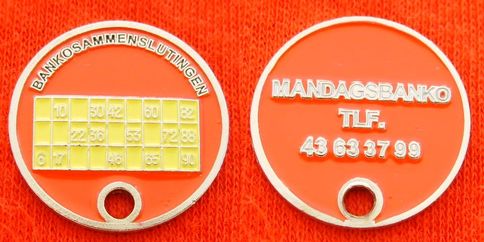 BANKOSAMMENSLUTINGEN
10 30 42 60 82
22 36 53 72 88
6 17 46 65 90
MANDAGSBANKO
TLF.
43 63 37 99